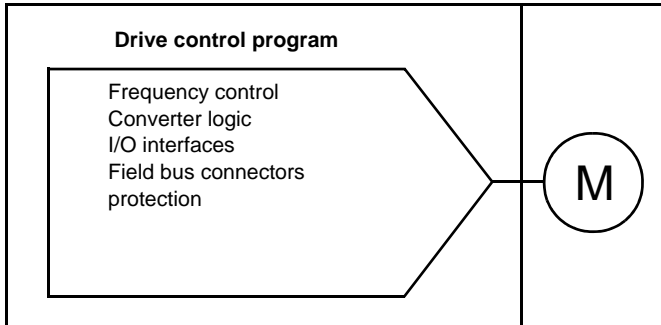 Drive control program
Frequency control
Converter logic
I/O interfaces
Field bus connectors
protection
M